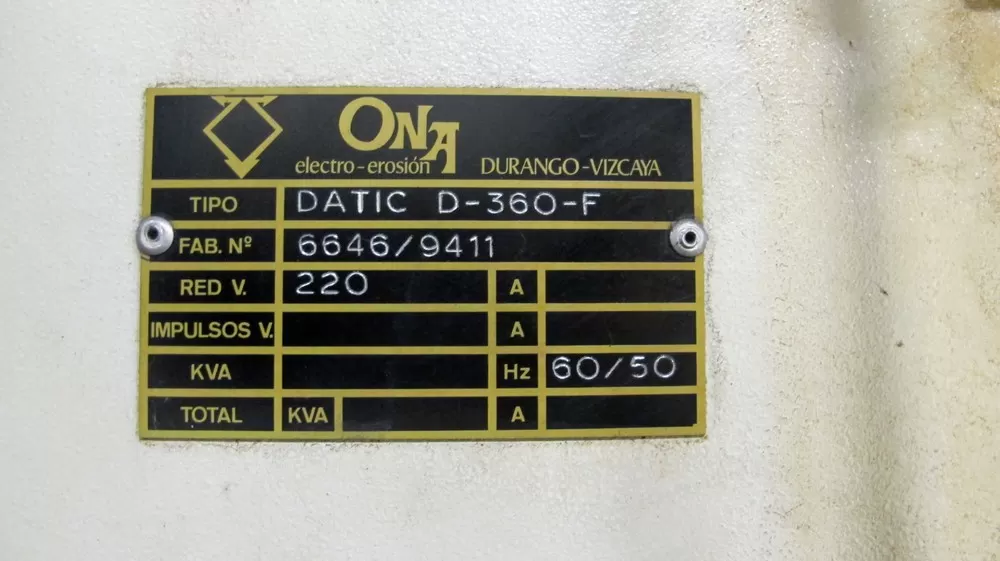 ONA
electro-erosión DURANGO-VIZCAYA
TIPO DATIC D-360-F
FAB. Nº 6646/9411
RED V. 220 A
IMPULSOS V. A
KVA Hz 60/50
TOTAL KVA A